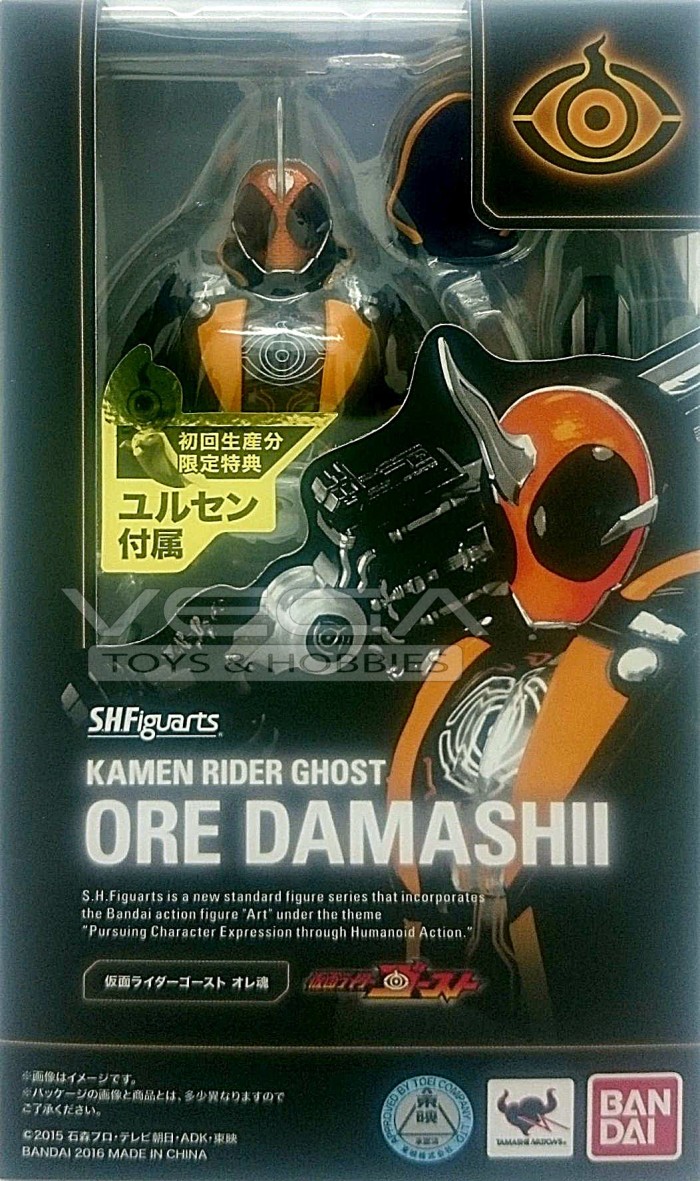 初回生産分
限定特典
ユルセン
付属
VEGA
TOYS & HOBBIES
S.H.Figuarts
KAMEN RIDER GHOST
ORE DAMASHII
S.H.Figuarts is a new standard figure series that incorporates
the Bandai action figure "Art" under the theme
"Pursuing Character Expression through Humanoid Action."
仮面ライダーゴースト オレ魂
仮面ライダーゴースト
※画像はイメージです。
※パッケージの画像と商品とは、多少異なりますので
ご了承ください。
©2015 石森プロ・テレビ朝日・ADK・東映
BANDAI 2016 MADE IN CHINA
APPROVED BY TOEI COMPANY, LTD.
東映
承認済
TAMASHII NATIONS
BAN
DAI